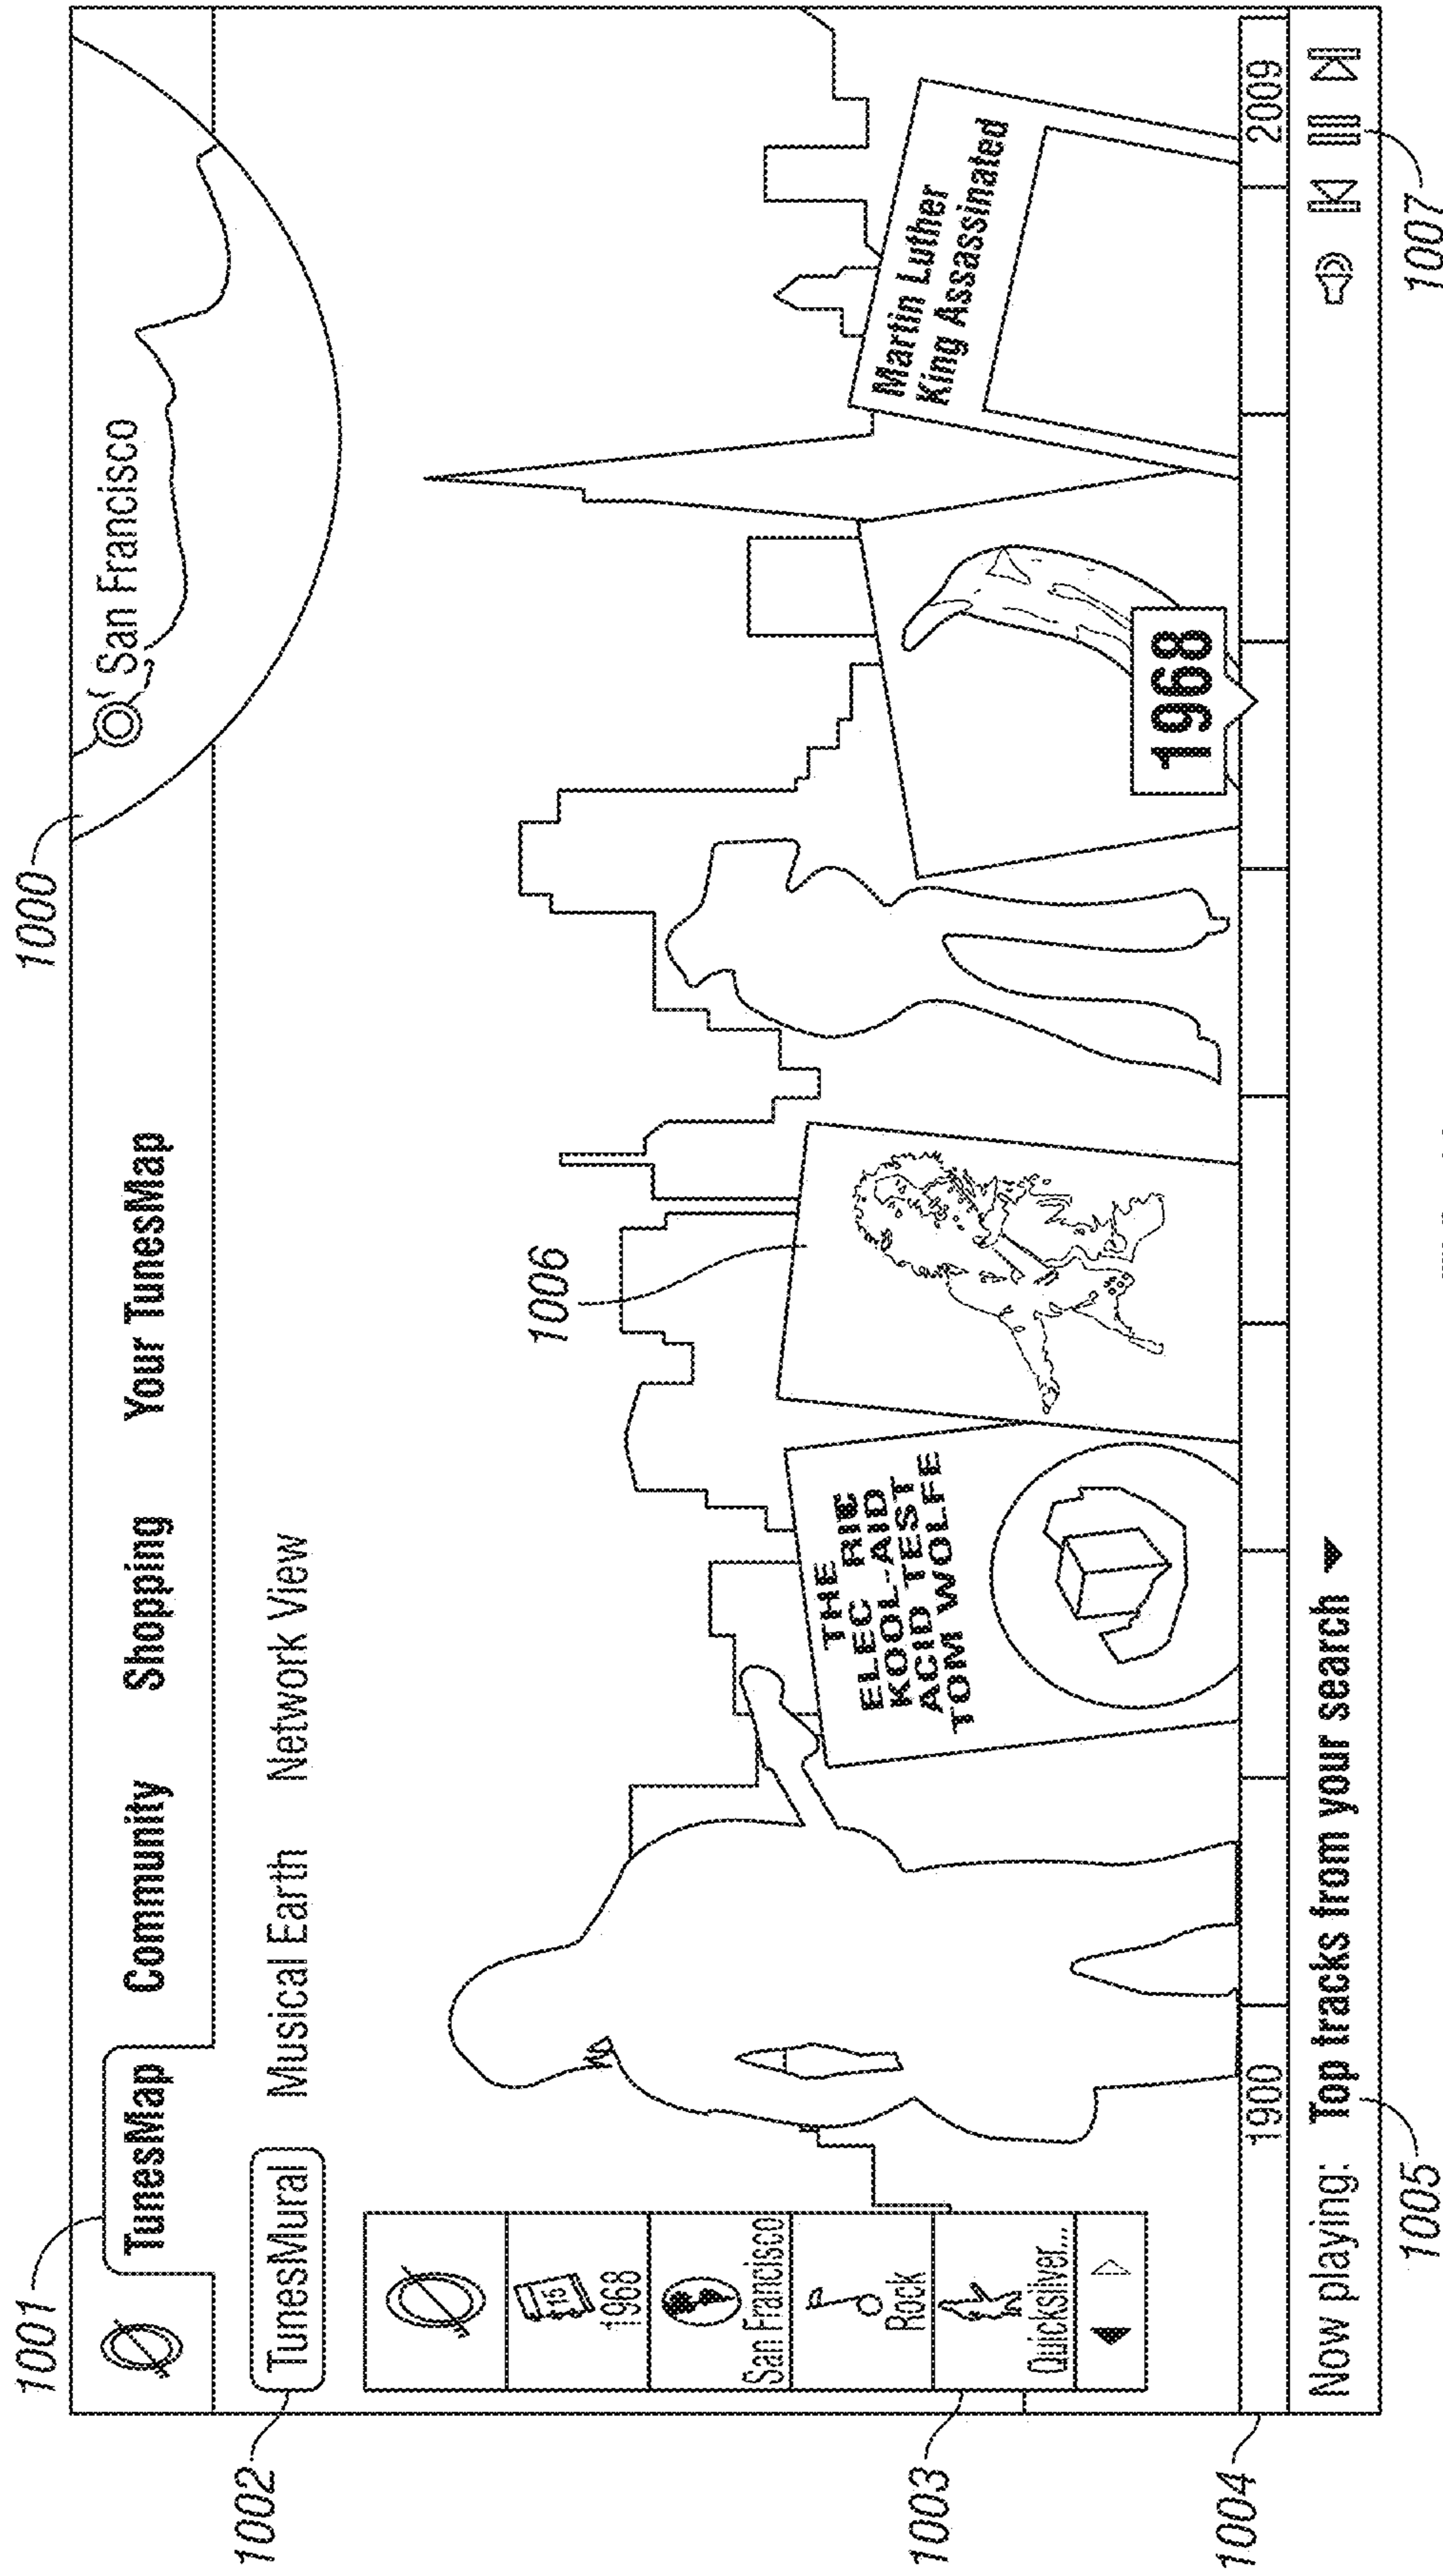 1001
1000
TunesMap Community Shopping Your TunesMap
San Francisco
1002
TunesMural Musical Earth Network View
1006
15
1968
San Francisco
Rock
Quicksilver...
1003
THE
ELEC RIC
KOOL-AID
ACID TEST
TOM WOLFE
Martin Luther
King Assassinated
1968
1004
1900
2009
Now playing: Top tracks from your search
1005
1007